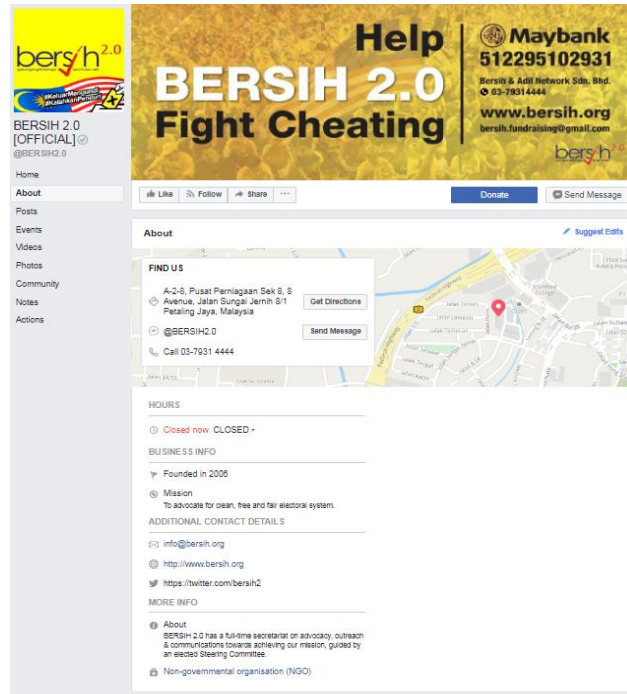 bersih 2.0
#KeluarMengundi
#KalahkanPenipu
BERSIH 2.0
[OFFICIAL]
@BERSIH2.0
Home
About
Posts
Events
Videos
Photos
Community
Notes
Actions
Help
BERSIH 2.0
Fight Cheating
Maybank
512295102931
Bersih & Adil Network Sdn. Bhd.
03-79314444
www.bersih.org
bersih.fundraising@gmail.com
bersih 2.0
Like Follow Share ...
Donate Send Message
About
Suggest Edits
FIND US
A-2-8, Pusat Perniagaan Sek 8, 8
Avenue, Jalan Sungai Jernih 8/1
Petaling Jaya, Malaysia
Get Directions
@BERSIH2.0
Send Message
Call 03-7931 4444
Federal Highway
HOURS
Closed now CLOSED
BUSINESS INFO
Founded in 2006
Mission
To advocate for clean, free and fair electoral system.
ADDITIONAL CONTACT DETAILS
info@bersih.org
http://www.bersih.org
https://twitter.com/bersih2
MORE INFO
About
BERSIH 2.0 has a full-time secretariat on advocacy, outreach
& communications towards achieving our mission, guided by
an elected Steering Committee.
Non-governmental organisation (NGO)